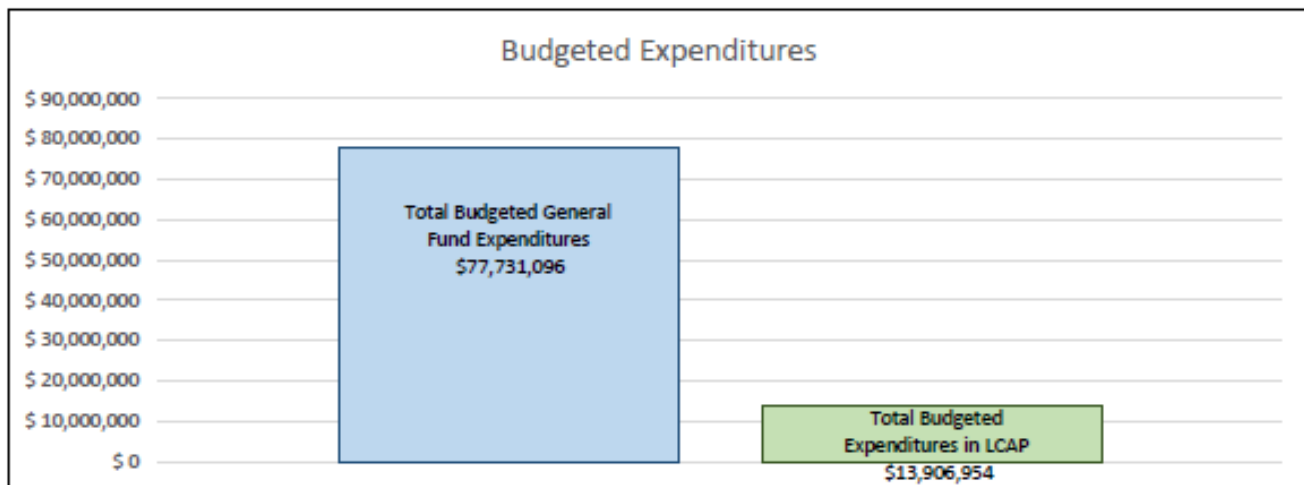 Budgeted Expenditures
$ 90,000,000
$ 80,000,000
$ 70,000,000
$ 60,000,000
$ 50,000,000
$ 40,000,000
$ 30,000,000
$ 20,000,000
$ 10,000,000
$ 0
Total Budgeted General
Fund Expenditures
$77,731,096
Total Budgeted
Expenditures in LCAP
$13,906,954